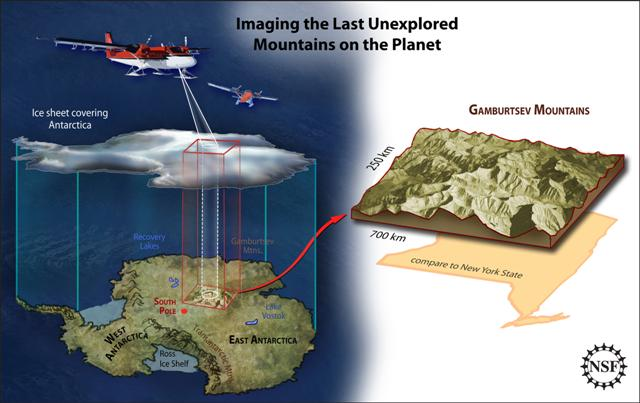 Imaging the Last Unexplored
Mountains on the Planet
Ice sheet covering
Antarctica
GAMBURTSEV MOUNTAINS
250 km
700 km
compare to New York State
Recovery
Lakes
Gamburtsev
Mtns.
SOUTH
POLE
Lake
Vostok
WEST
ANTARCTICA
Transantarctic Mtns.
EAST ANTARCTICA
Ross
Ice Shelf
NSF